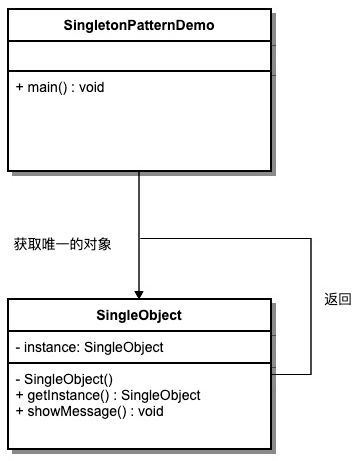 SingletonPatternDemo
+ main() : void
获取唯一的对象
返回
SingleObject
- instance: SingleObject
- SingleObject()
+ getInstance() : SingleObject
+ showMessage() : void